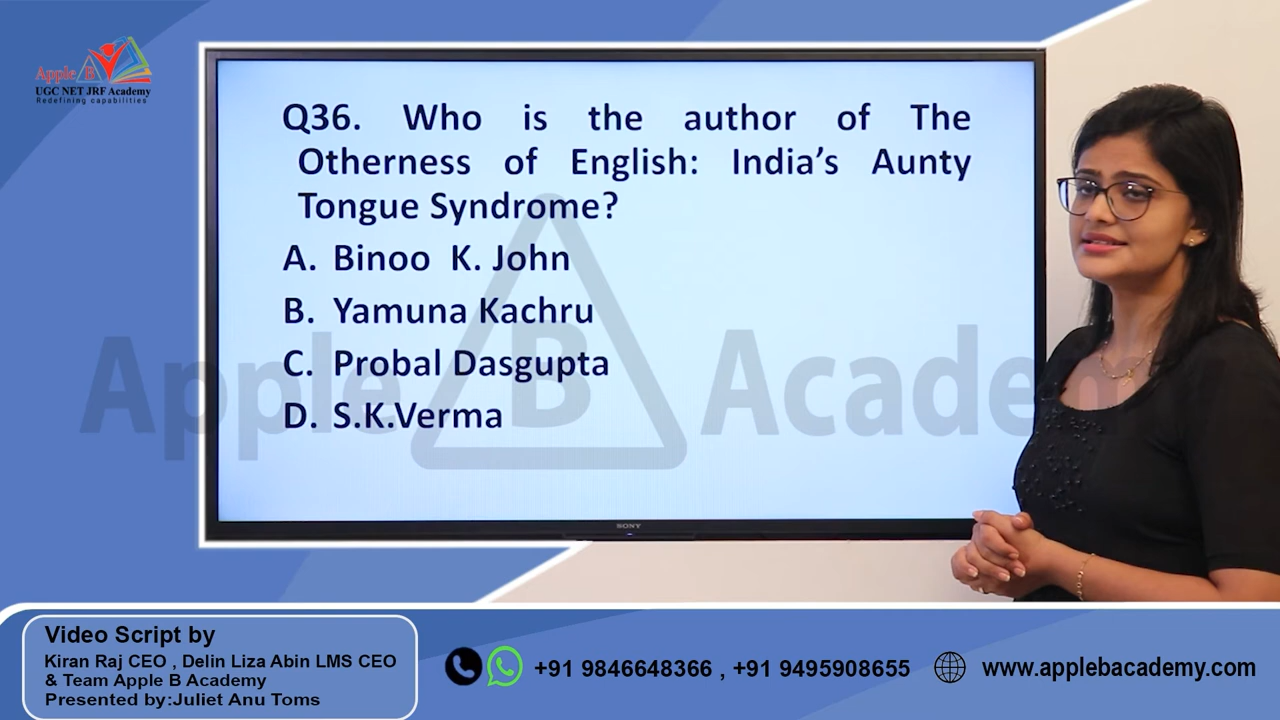 Apple B
UGC NET JRF Academy
Redefining capabilities
Q36. Who is the author of The
Otherness of English: India’s Aunty
Tongue Syndrome?
A. Binoo K. John
B. Yamuna Kachru
C. Probal Dasgupta
D. S.K.Verma
Apple B Academ
SONY
Video Script by
Kiran Raj CEO , Delin Liza Abin LMS CEO
& Team Apple B Academy
Presented by:Juliet Anu Toms
+91 9846648366 , +91 9495908655
www.applebacademy.com